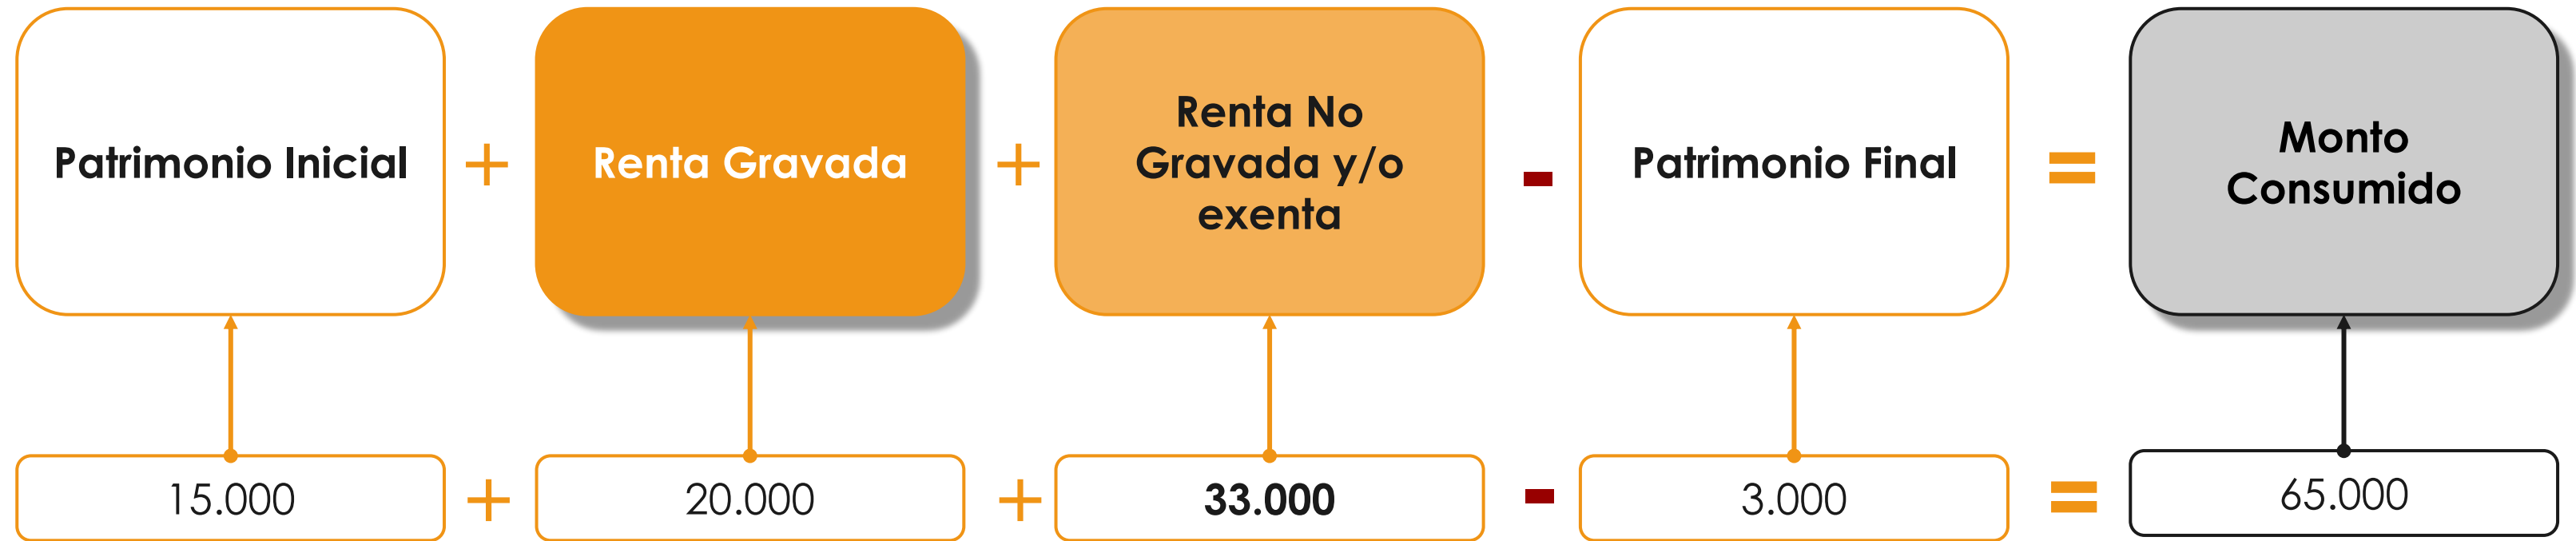 Patrimonio Inicial
+
Renta Gravada
+
Renta No
Gravada y/o
exenta
-
Patrimonio Final
=
Monto
Consumido
15.000
+
20.000
+
33.000
-
3.000
=
65.000